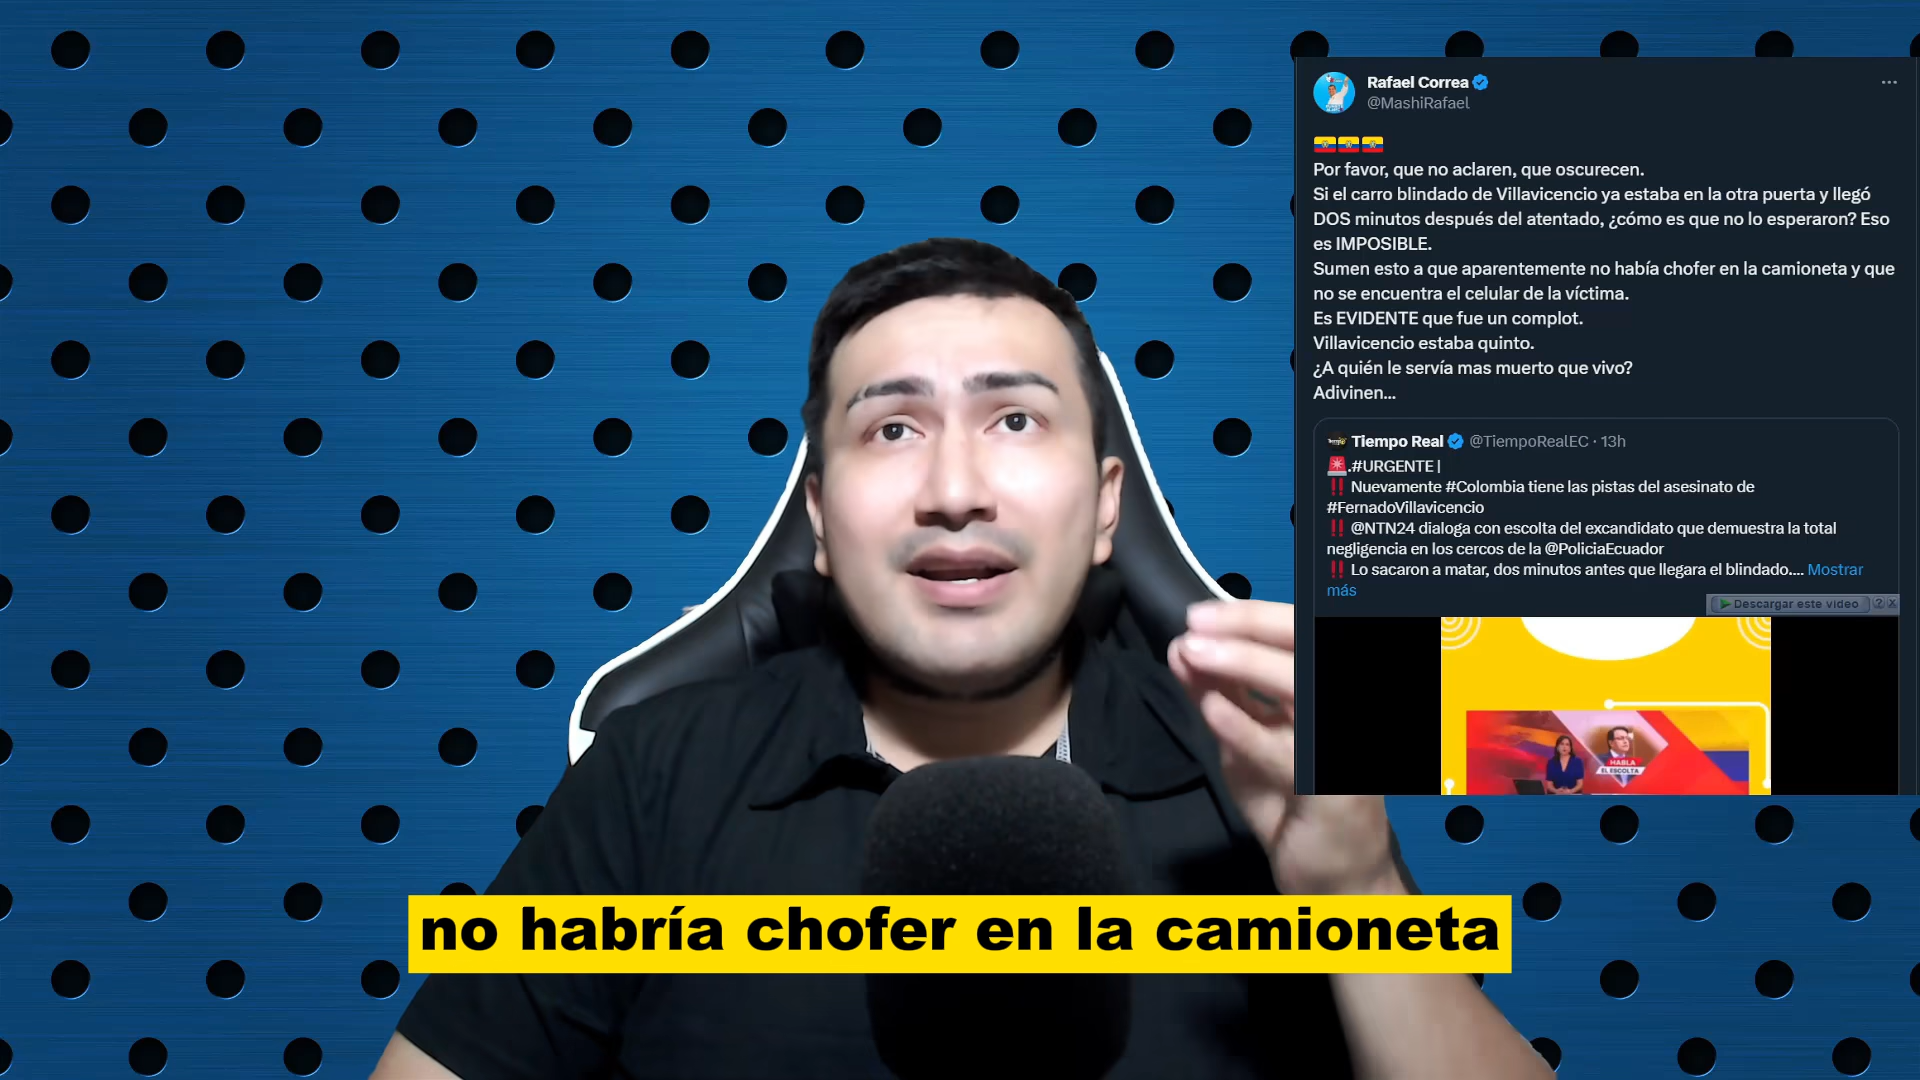 Rafael Correa
@MashiRafael
Por favor, que no aclaren, que oscurecen.
Si el carro blindado de Villavicencio ya estaba en la otra puerta y llegó
DOS minutos después del atentado, ¿cómo es que no lo esperaron? Eso
es IMPOSIBLE.
Sumen esto a que aparentemente no había chofer en la camioneta y que
no se encuentra el celular de la víctima.
Es EVIDENTE que fue un complot.
Villavicencio estaba quinto.
¿A quién le servía mas muerto que vivo?
Adivinen...
Tiempo Real @TiempoRealEC · 13h
🚨.#URGENTE |
‼️ Nuevamente #Colombia tiene las pistas del asesinato de
#FernadoVillavicencio
‼️ @NTN24 dialoga con escolta del excandidato que demuestra la total
negligencia en los cercos de la @PoliciaEcuador
‼️ Lo sacaron a matar, dos minutos antes que llegara el blindado.... Mostrar
más
Descargar este video ? X
HABLA
EL ESCOLTA
no habría chofer en la camioneta